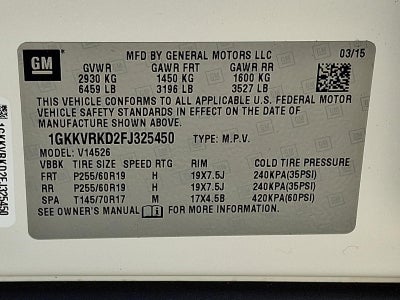 GM
MFD BY GENERAL MOTORS LLC
03/15
GVWR GAWR FRT GAWR RR
2930 KG 1450 KG 1600 KG
6459 LB 3196 LB 3527 LB
THIS VEHICLE CONFORMS TO ALL APPLICABLE U.S. FEDERAL MOTOR
VEHICLE SAFETY STANDARDS IN EFFECT ON THE DATE OF
MANUFACTURE SHOWN ABOVE.
1GKKVRKD2FJ325450 TYPE: M.P.V.
MODEL: V14526
VBBK TIRE SIZE SPEED RTG RIM COLD TIRE PRESSURE
FRT P255/60R19 H 19X7.5J 240KPA(35PSI)
RR P255/60R19 H 19X7.5J 240KPA(35PSI)
SPA T145/70R17 M 17X4.5B 420KPA(60PSI)
SEE OWNER'S MANUAL FOR MORE INFORMATION.
1GKKVRKD2FJ325450